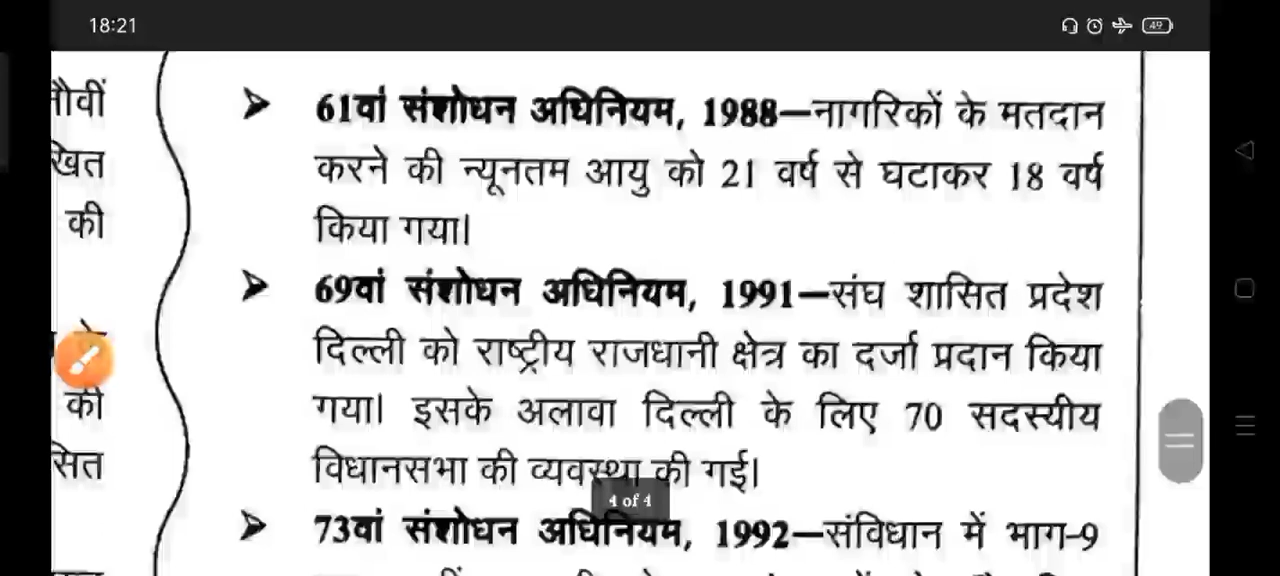 18:21
49
61वां संशोधन अधिनियम, 1988—नागरिकों के मतदान
करने की न्यूनतम आयु को 21 वर्ष से घटाकर 18 वर्ष
किया गया।
69वां संशोधन अधिनियम, 1991—संघ शासित प्रदेश
दिल्ली को राष्ट्रीय राजधानी क्षेत्र का दर्जा प्रदान किया
गया। इसके अलावा दिल्ली के लिए 70 सदस्यीय
विधानसभा की व्यवस्था की गई।
4 of 4
73वां संशोधन अधिनियम, 1992—संविधान में भाग-9
की
की